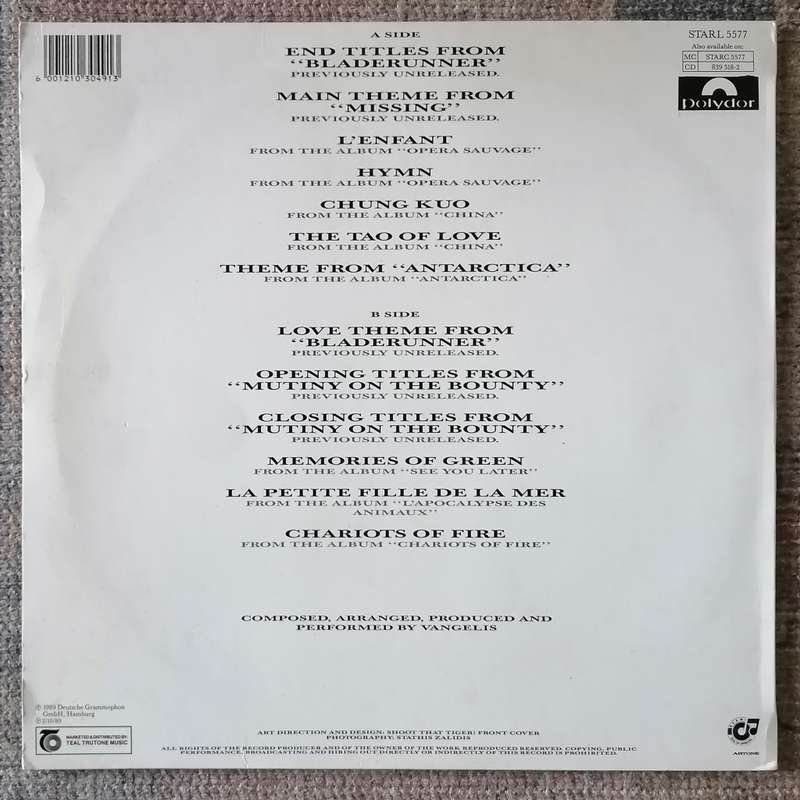 A SIDE
END TITLES FROM
“BLADERUNNER”
PREVIOUSLY UNRELEASED.
MAIN THEME FROM
“MISSING”
PREVIOUSLY UNRELEASED.
L’ENFANT
FROM THE ALBUM “OPERA SAUVAGE”
HYMN
FROM THE ALBUM “OPERA SAUVAGE”
CHUNG KUO
FROM THE ALBUM “CHINA”
THE TAO OF LOVE
FROM THE ALBUM “CHINA”
THEME FROM “ANTARCTICA”
FROM THE ALBUM “ANTARCTICA”
B SIDE
LOVE THEME FROM
“BLADERUNNER”
PREVIOUSLY UNRELEASED.
OPENING TITLES FROM
“MUTINY ON THE BOUNTY”
PREVIOUSLY UNRELEASED.
CLOSING TITLES FROM
“MUTINY ON THE BOUNTY”
PREVIOUSLY UNRELEASED.
MEMORIES OF GREEN
FROM THE ALBUM “SEE YOU LATER”
LA PETITE FILLE DE LA MER
FROM THE ALBUM “L’APOCALYPSE DES
ANIMAUX”
CHARIOTS OF FIRE
FROM THE ALBUM “CHARIOTS OF FIRE”
COMPOSED, ARRANGED, PRODUCED AND
PERFORMED BY VANGELIS
6 001210 304913
STARL 5577
Also available on:
MC STARC 5577
CD 839 518-2
Polydor
℗ 1989 Deutsche Grammophon
GmbH, Hamburg
℗ 2/10/89
MARKETED & DISTRIBUTED BY:
TEAL TRUTONE MUSIC
ART DIRECTION AND DESIGN: SHOOT THAT TIGER! FRONT COVER
PHOTOGRAPHY: STATHIS ZALIDIS
ALL RIGHTS OF THE RECORD PRODUCER AND OF THE OWNER OF THE WORK REPRODUCED RESERVED. COPYING, PUBLIC
PERFORMANCE, BROADCASTING AND HIRING OUT DIRECTLY OR INDIRECTLY OF THIS RECORD IS PROHIBITED.
ARTONE